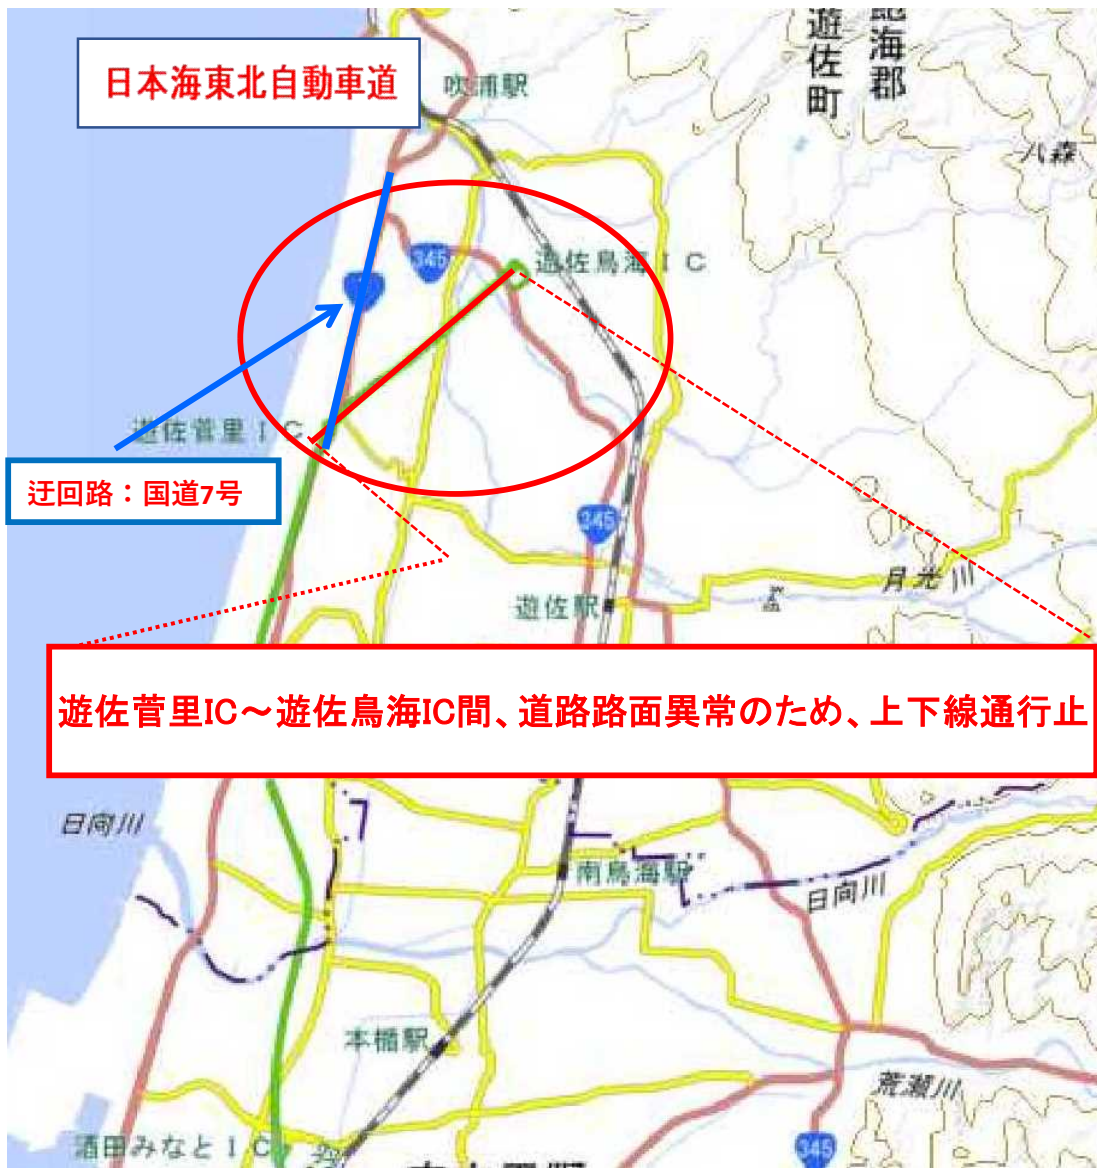 飽海郡
遊佐町
日本海東北自動車道
吹浦駅
八森
345
遊佐鳥海IC
遊佐菅里IC
迂回路：国道7号
345
月光川
遊佐駅
遊佐菅里IC～遊佐鳥海IC間、道路路面異常のため、上下線通行止
日向川
南鳥海駅
日向川
本楯駅
荒瀬川
酒田みなとIC
345